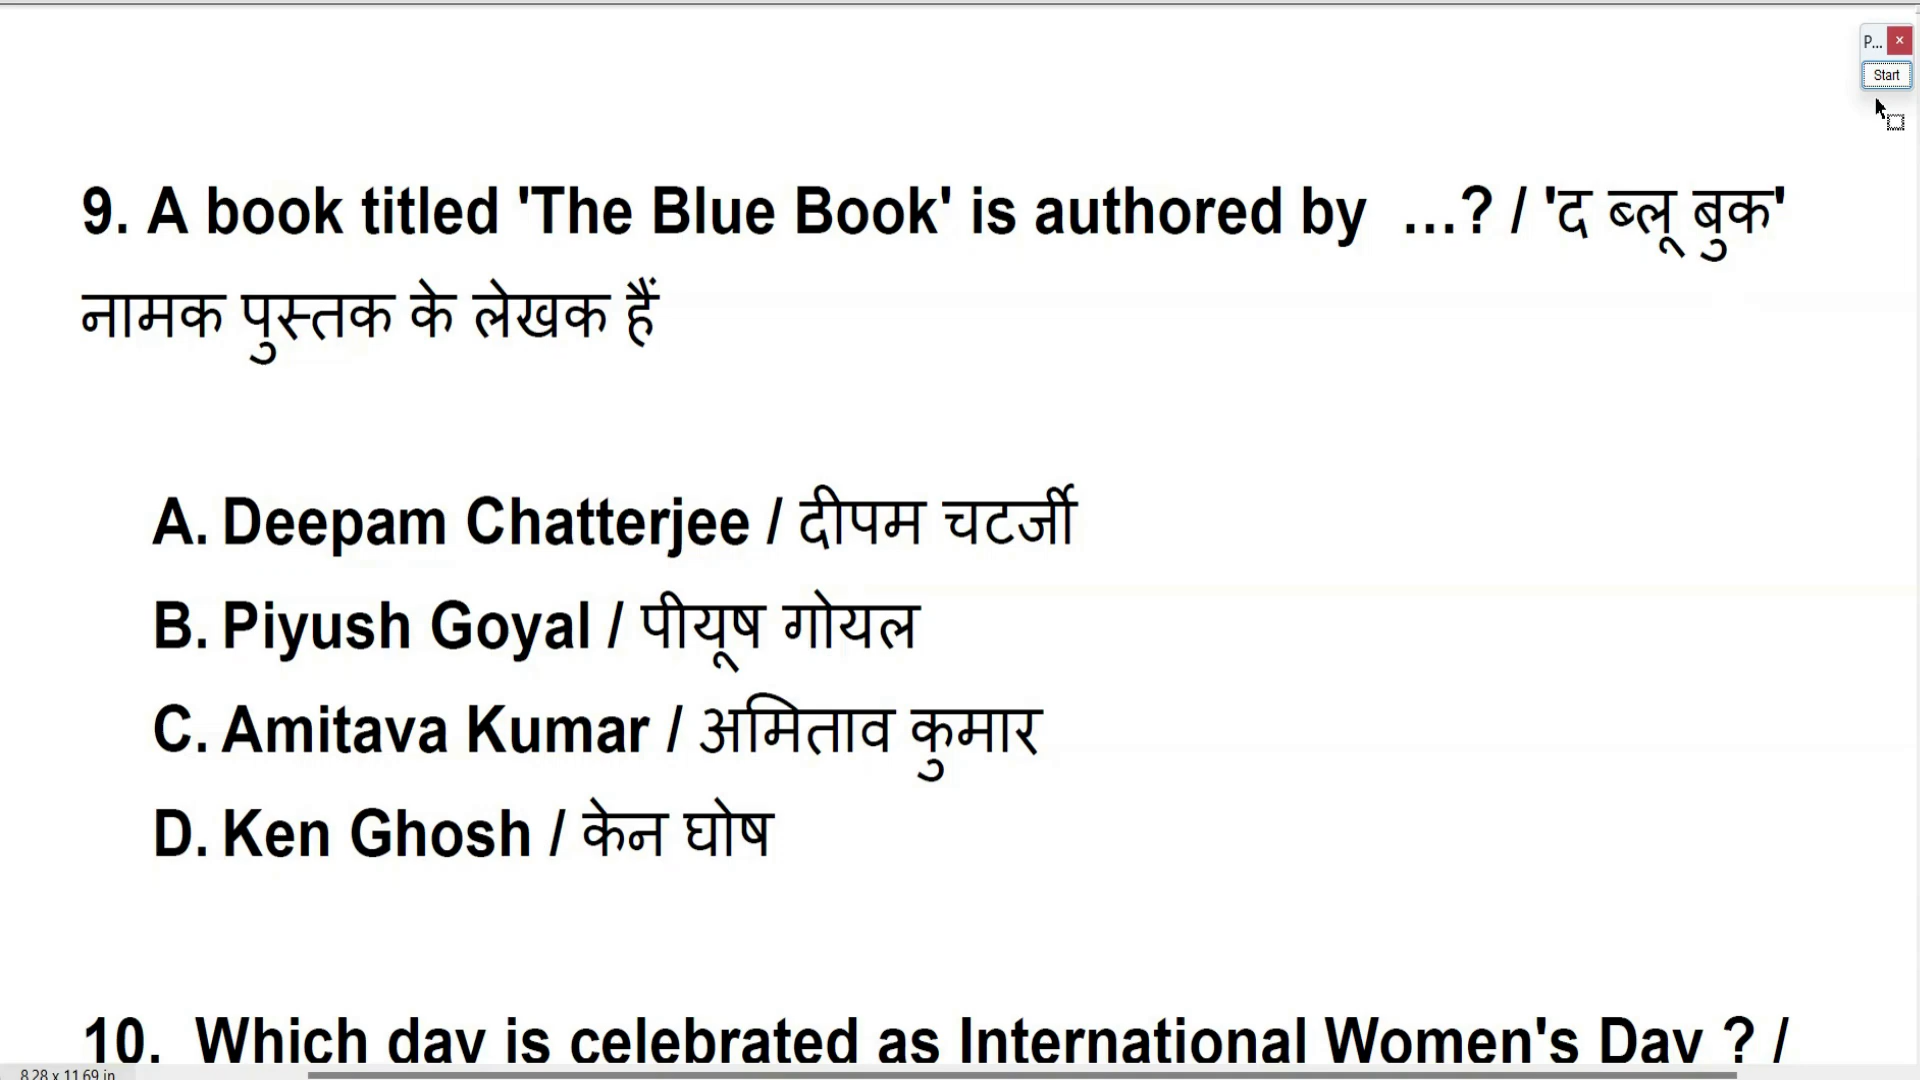 P...
Start
9. A book titled 'The Blue Book' is authored by ...? / 'द ब्लू बुक'
नामक पुस्तक के लेखक हैं
A. Deepam Chatterjee / दीपम चटर्जी
B. Piyush Goyal / पीयूष गोयल
C. Amitava Kumar / अमिताव कुमार
D. Ken Ghosh / केन घोष
10. Which day is celebrated as International Women's Day ? /
8.28 x 11.69 in